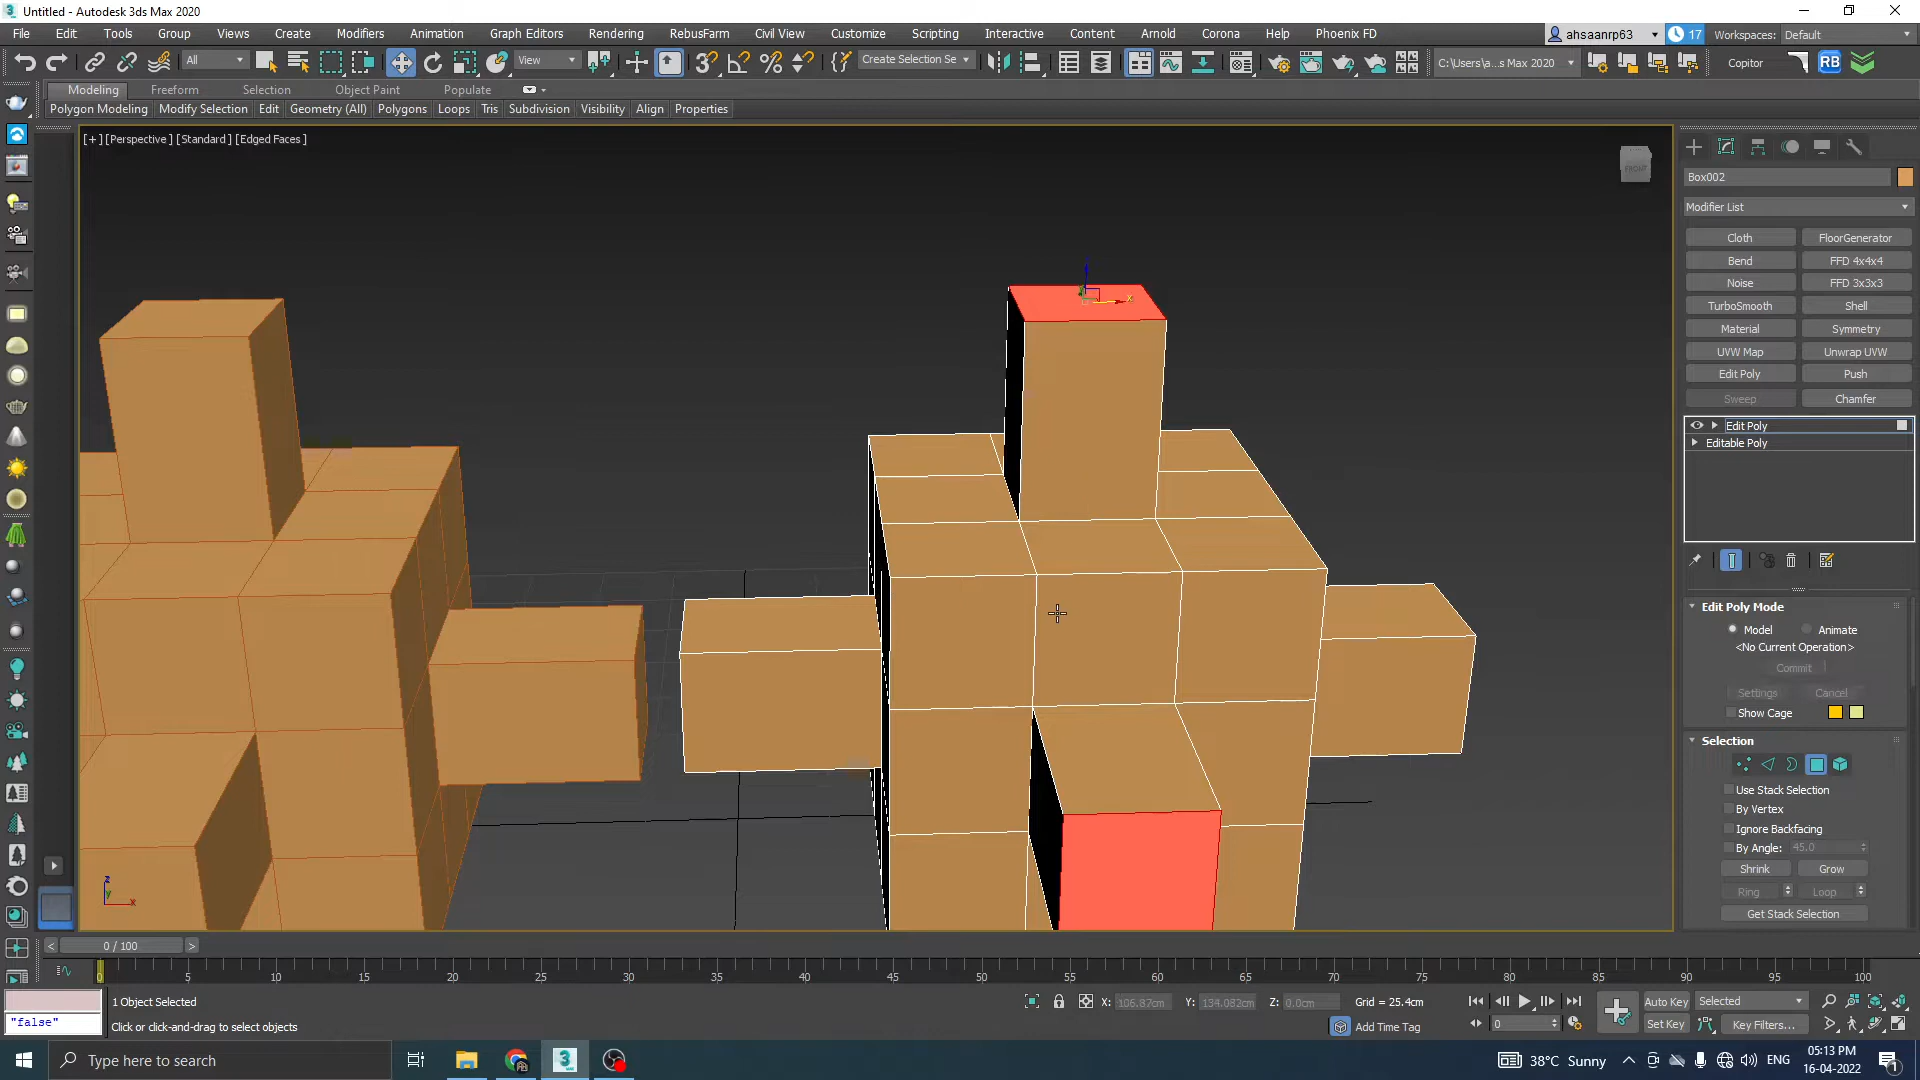 Untitled - Autodesk 3ds Max 2020
File Edit Tools Group Views Create Modifiers Animation Graph Editors Rendering RebusFarm Civil View Customize Scripting Interactive Content Arnold Corona Help Phoenix FD ahsaanrp63 17 Workspaces: Default
All View Create Selection Se C:\Users\a...s Max 2020 Copitor RB
Modeling Freeform Selection Object Paint Populate
Polygon Modeling Modify Selection Edit Geometry (All) Polygons Loops Tris Subdivision Visibility Align Properties
[+] [Perspective] [Standard] [Edged Faces]
FRONT
Box002
Modifier List
Cloth FloorGenerator
Bend FFD 4x4x4
Noise FFD 3x3x3
TurboSmooth Shell
Material Symmetry
UVW Map Unwrap UVW
Edit Poly Push
Sweep Chamfer
Edit Poly
Editable Poly
Edit Poly Mode
Model Animate
<No Current Operation>
Commit
Settings Cancel
Show Cage
Selection
Use Stack Selection
By Vertex
Ignore Backfacing
By Angle: 45.0
Shrink Grow
Ring Loop
Get Stack Selection
x
z
y
x
< 0 / 100 >
0 5 10 15 20 25 30 35 40 45 50 55 60 65 70 75 80 85 90 95 100
1 Object Selected X: 106.87cm Y: 134.082cm Z: 0.0cm Grid = 25.4cm Auto Key Selected
"false" Click or click-and-drag to select objects Add Time Tag 0 Set Key Key Filters...
Type here to search 3 38°C Sunny ENG 05:13 PM 16-04-2022 1